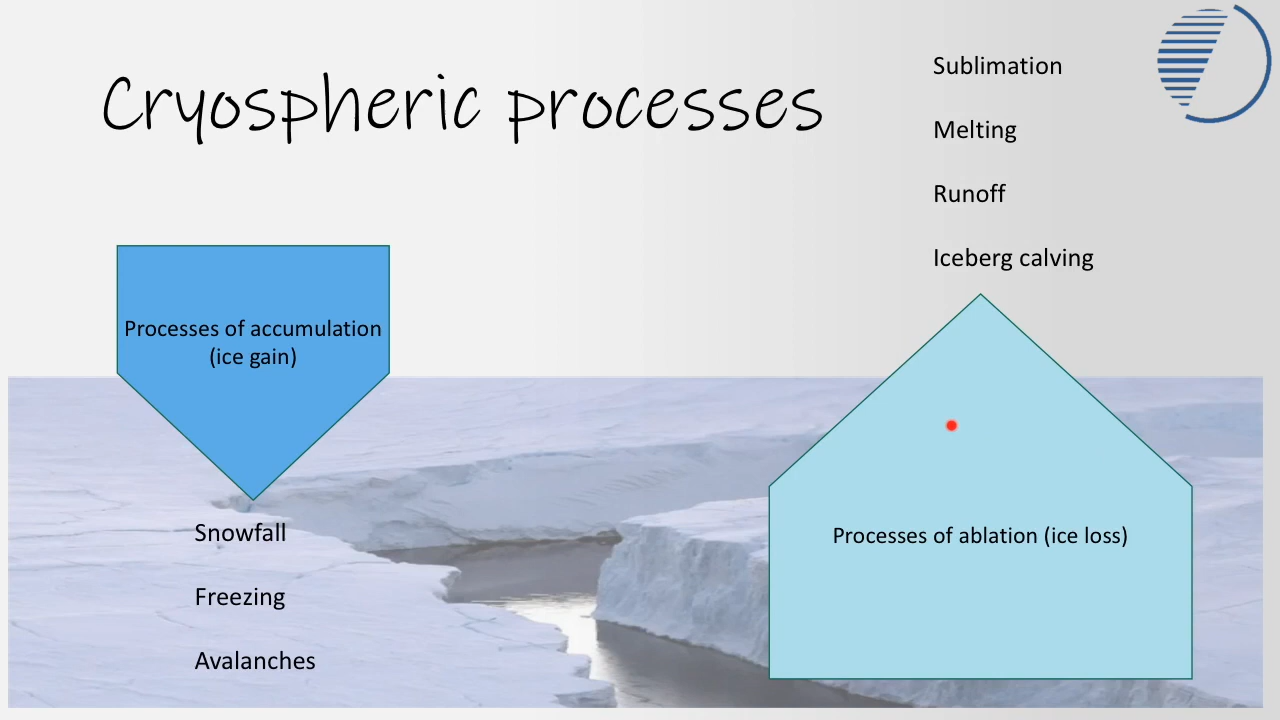 Cryospheric processes
Sublimation
Melting
Runoff
Iceberg calving
Processes of accumulation
(ice gain)
Snowfall
Freezing
Avalanches
Processes of ablation (ice loss)